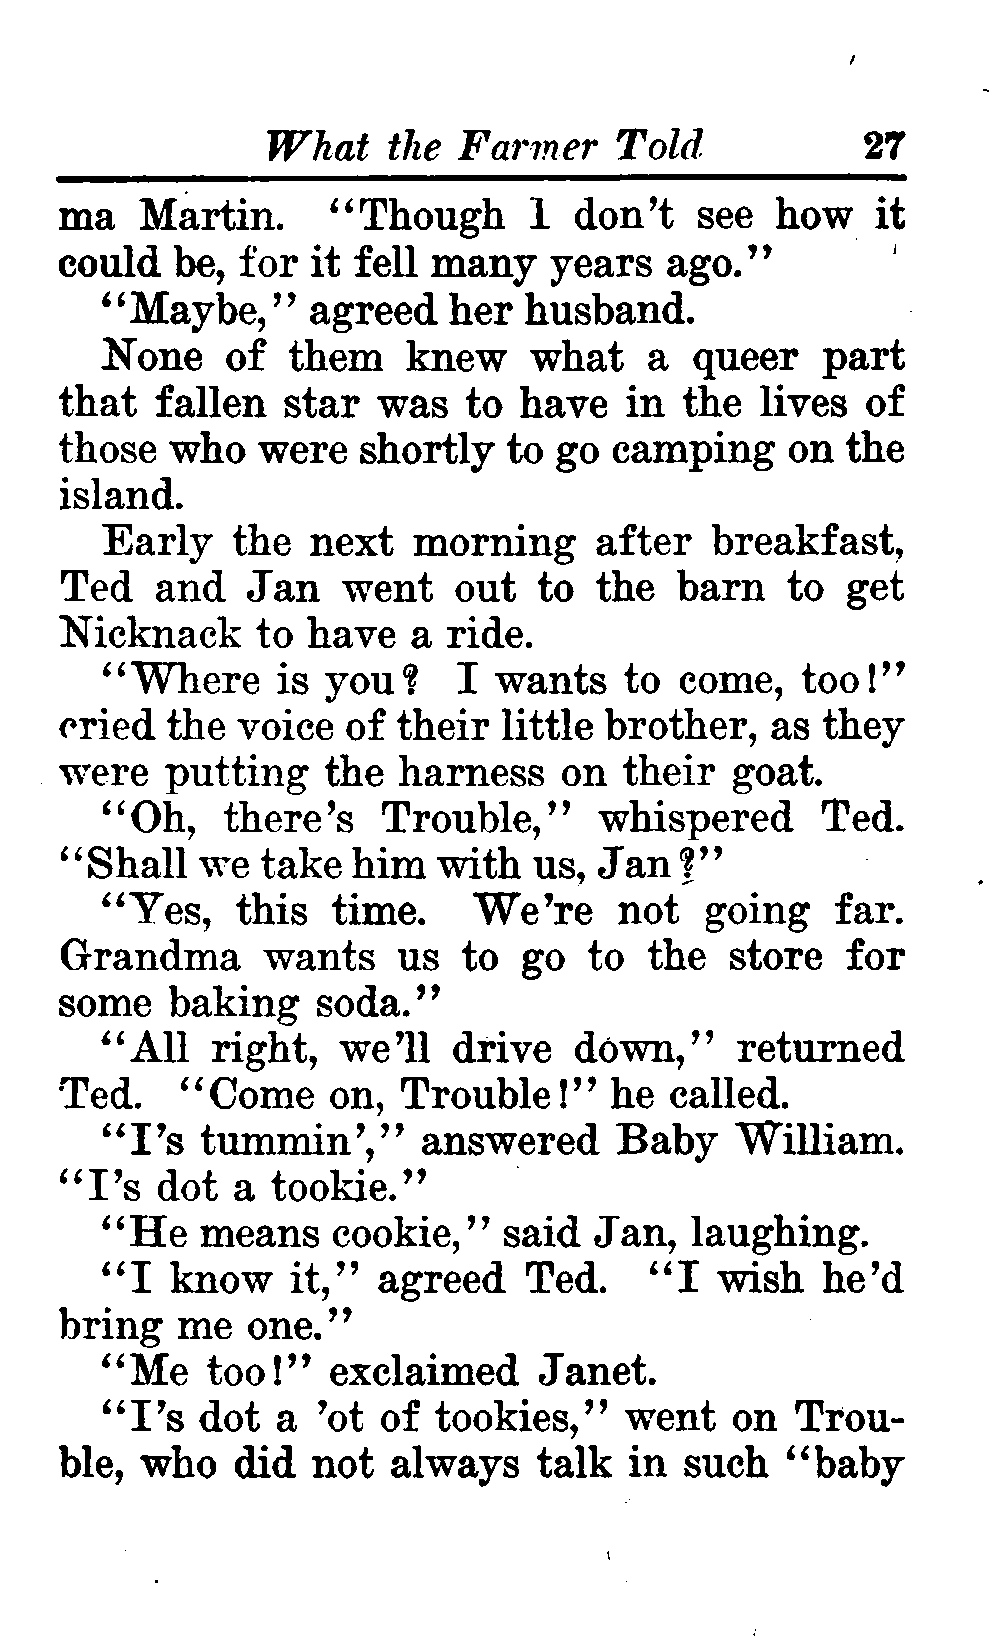 What the Farmer Told 27
ma Martin. "Though I don't see how it
could be, for it fell many years ago."
"Maybe," agreed her husband.
None of them knew what a queer part
that fallen star was to have in the lives of
those who were shortly to go camping on the
island.
Early the next morning after breakfast,
Ted and Jan went out to the barn to get
Nicknack to have a ride.
"Where is you? I wants to come, too!"
cried the voice of their little brother, as they
were putting the harness on their goat.
"Oh, there's Trouble," whispered Ted.
"Shall we take him with us, Jan?"
"Yes, this time. We're not going far.
Grandma wants us to go to the store for
some baking soda."
"All right, we'll drive down," returned
Ted. "Come on, Trouble!" he called.
"I's tummin'," answered Baby William.
"I's dot a tookie."
"He means cookie," said Jan, laughing.
"I know it," agreed Ted. "I wish he'd
bring me one."
"Me too!" exclaimed Janet.
"I's dot a 'ot of tookies," went on Trou-
ble, who did not always talk in such "baby